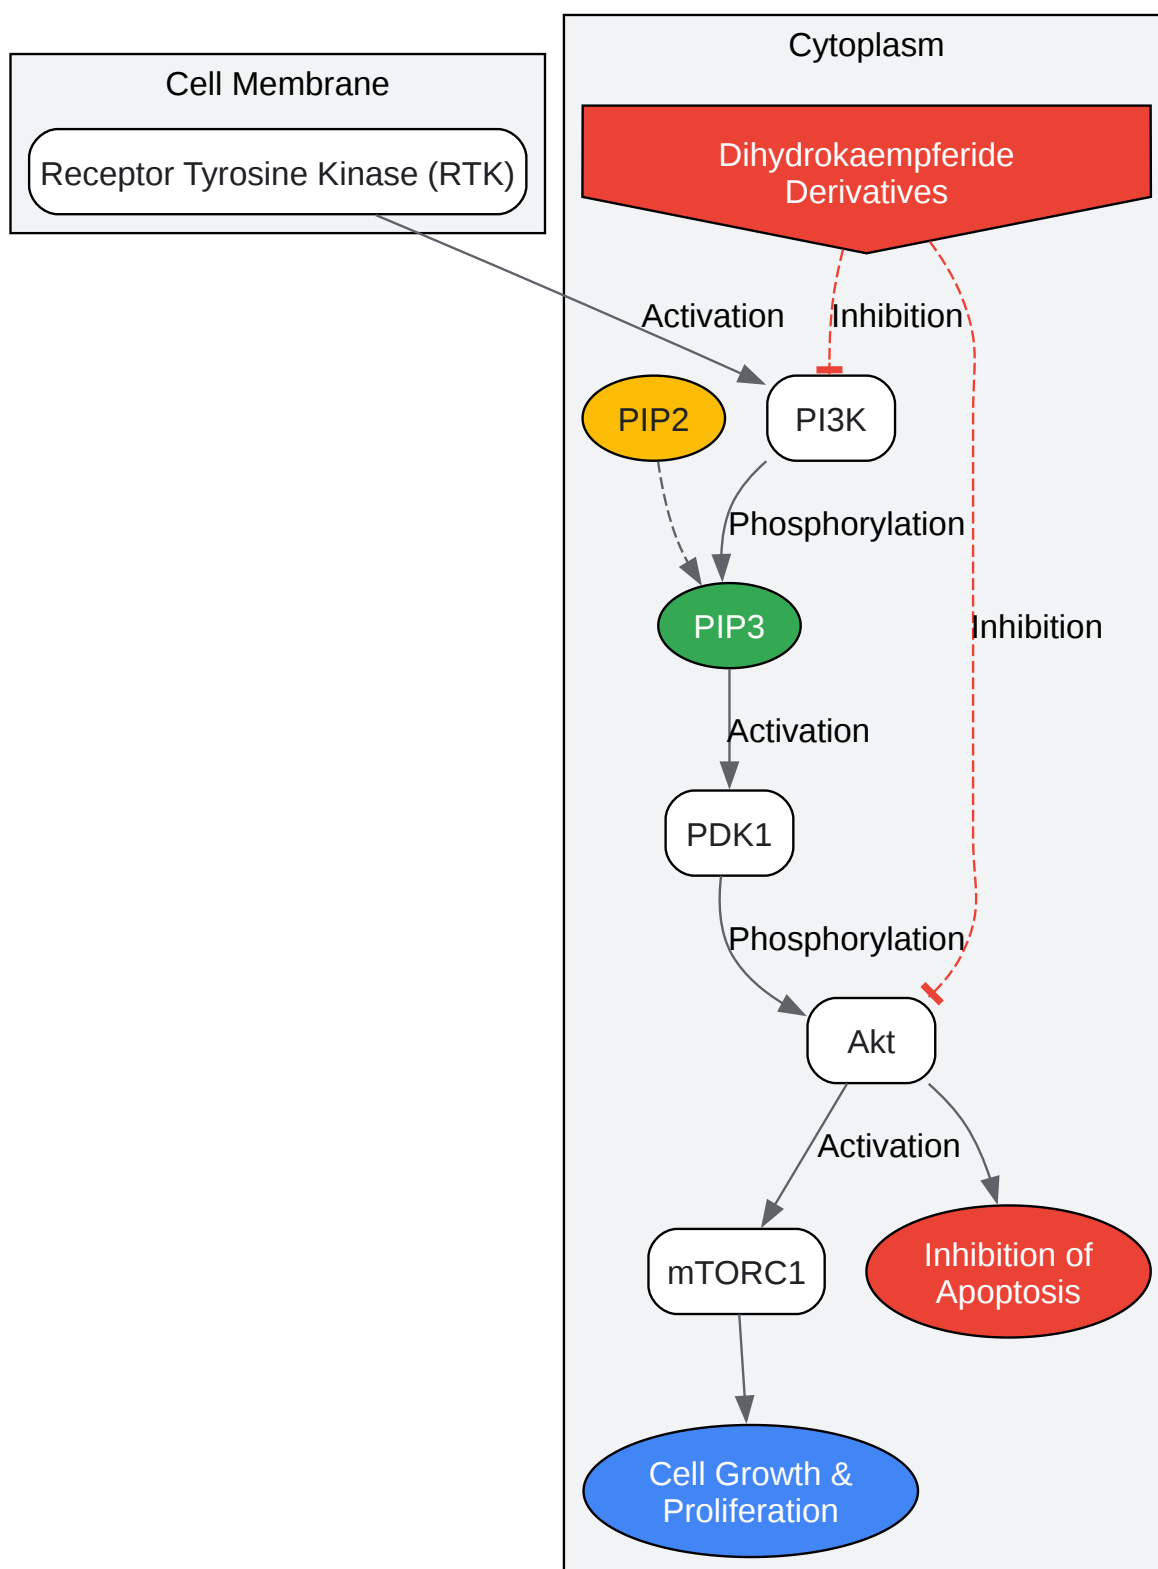 Cytoplasm
Cell Membrane
Dihydrokaempferide
Derivatives
Receptor Tyrosine Kinase (RTK)
Activation
Inhibition
PIP2
PI3K
Phosphorylation
PIP3
Inhibition
Activation
PDK1
Phosphorylation
Akt
Activation
mTORC1
Inhibition of
Apoptosis
Cell Growth &
Proliferation